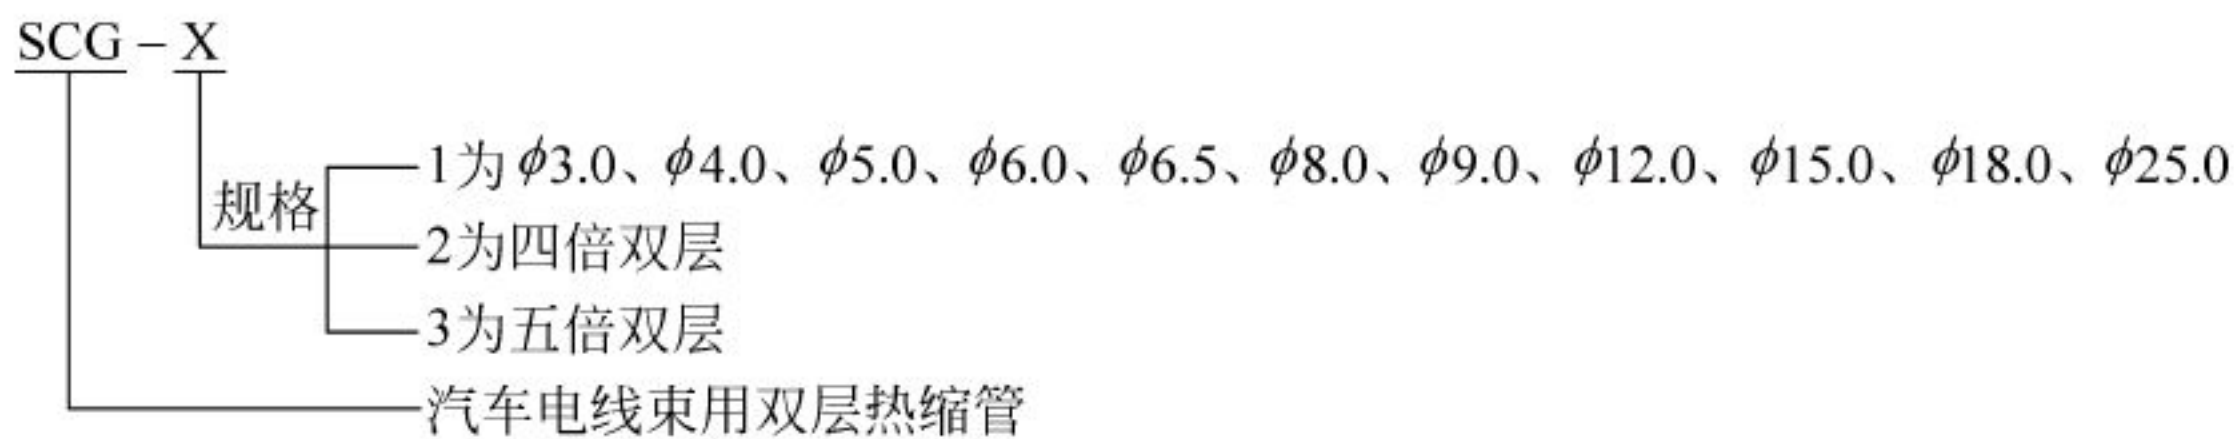 SCG – X
1为ϕ3.0、ϕ4.0、ϕ5.0、ϕ6.0、ϕ6.5、ϕ8.0、ϕ9.0、ϕ12.0、ϕ15.0、ϕ18.0、ϕ25.0
规格
2为四倍双层
3为五倍双层
汽车电线束用双层热缩管